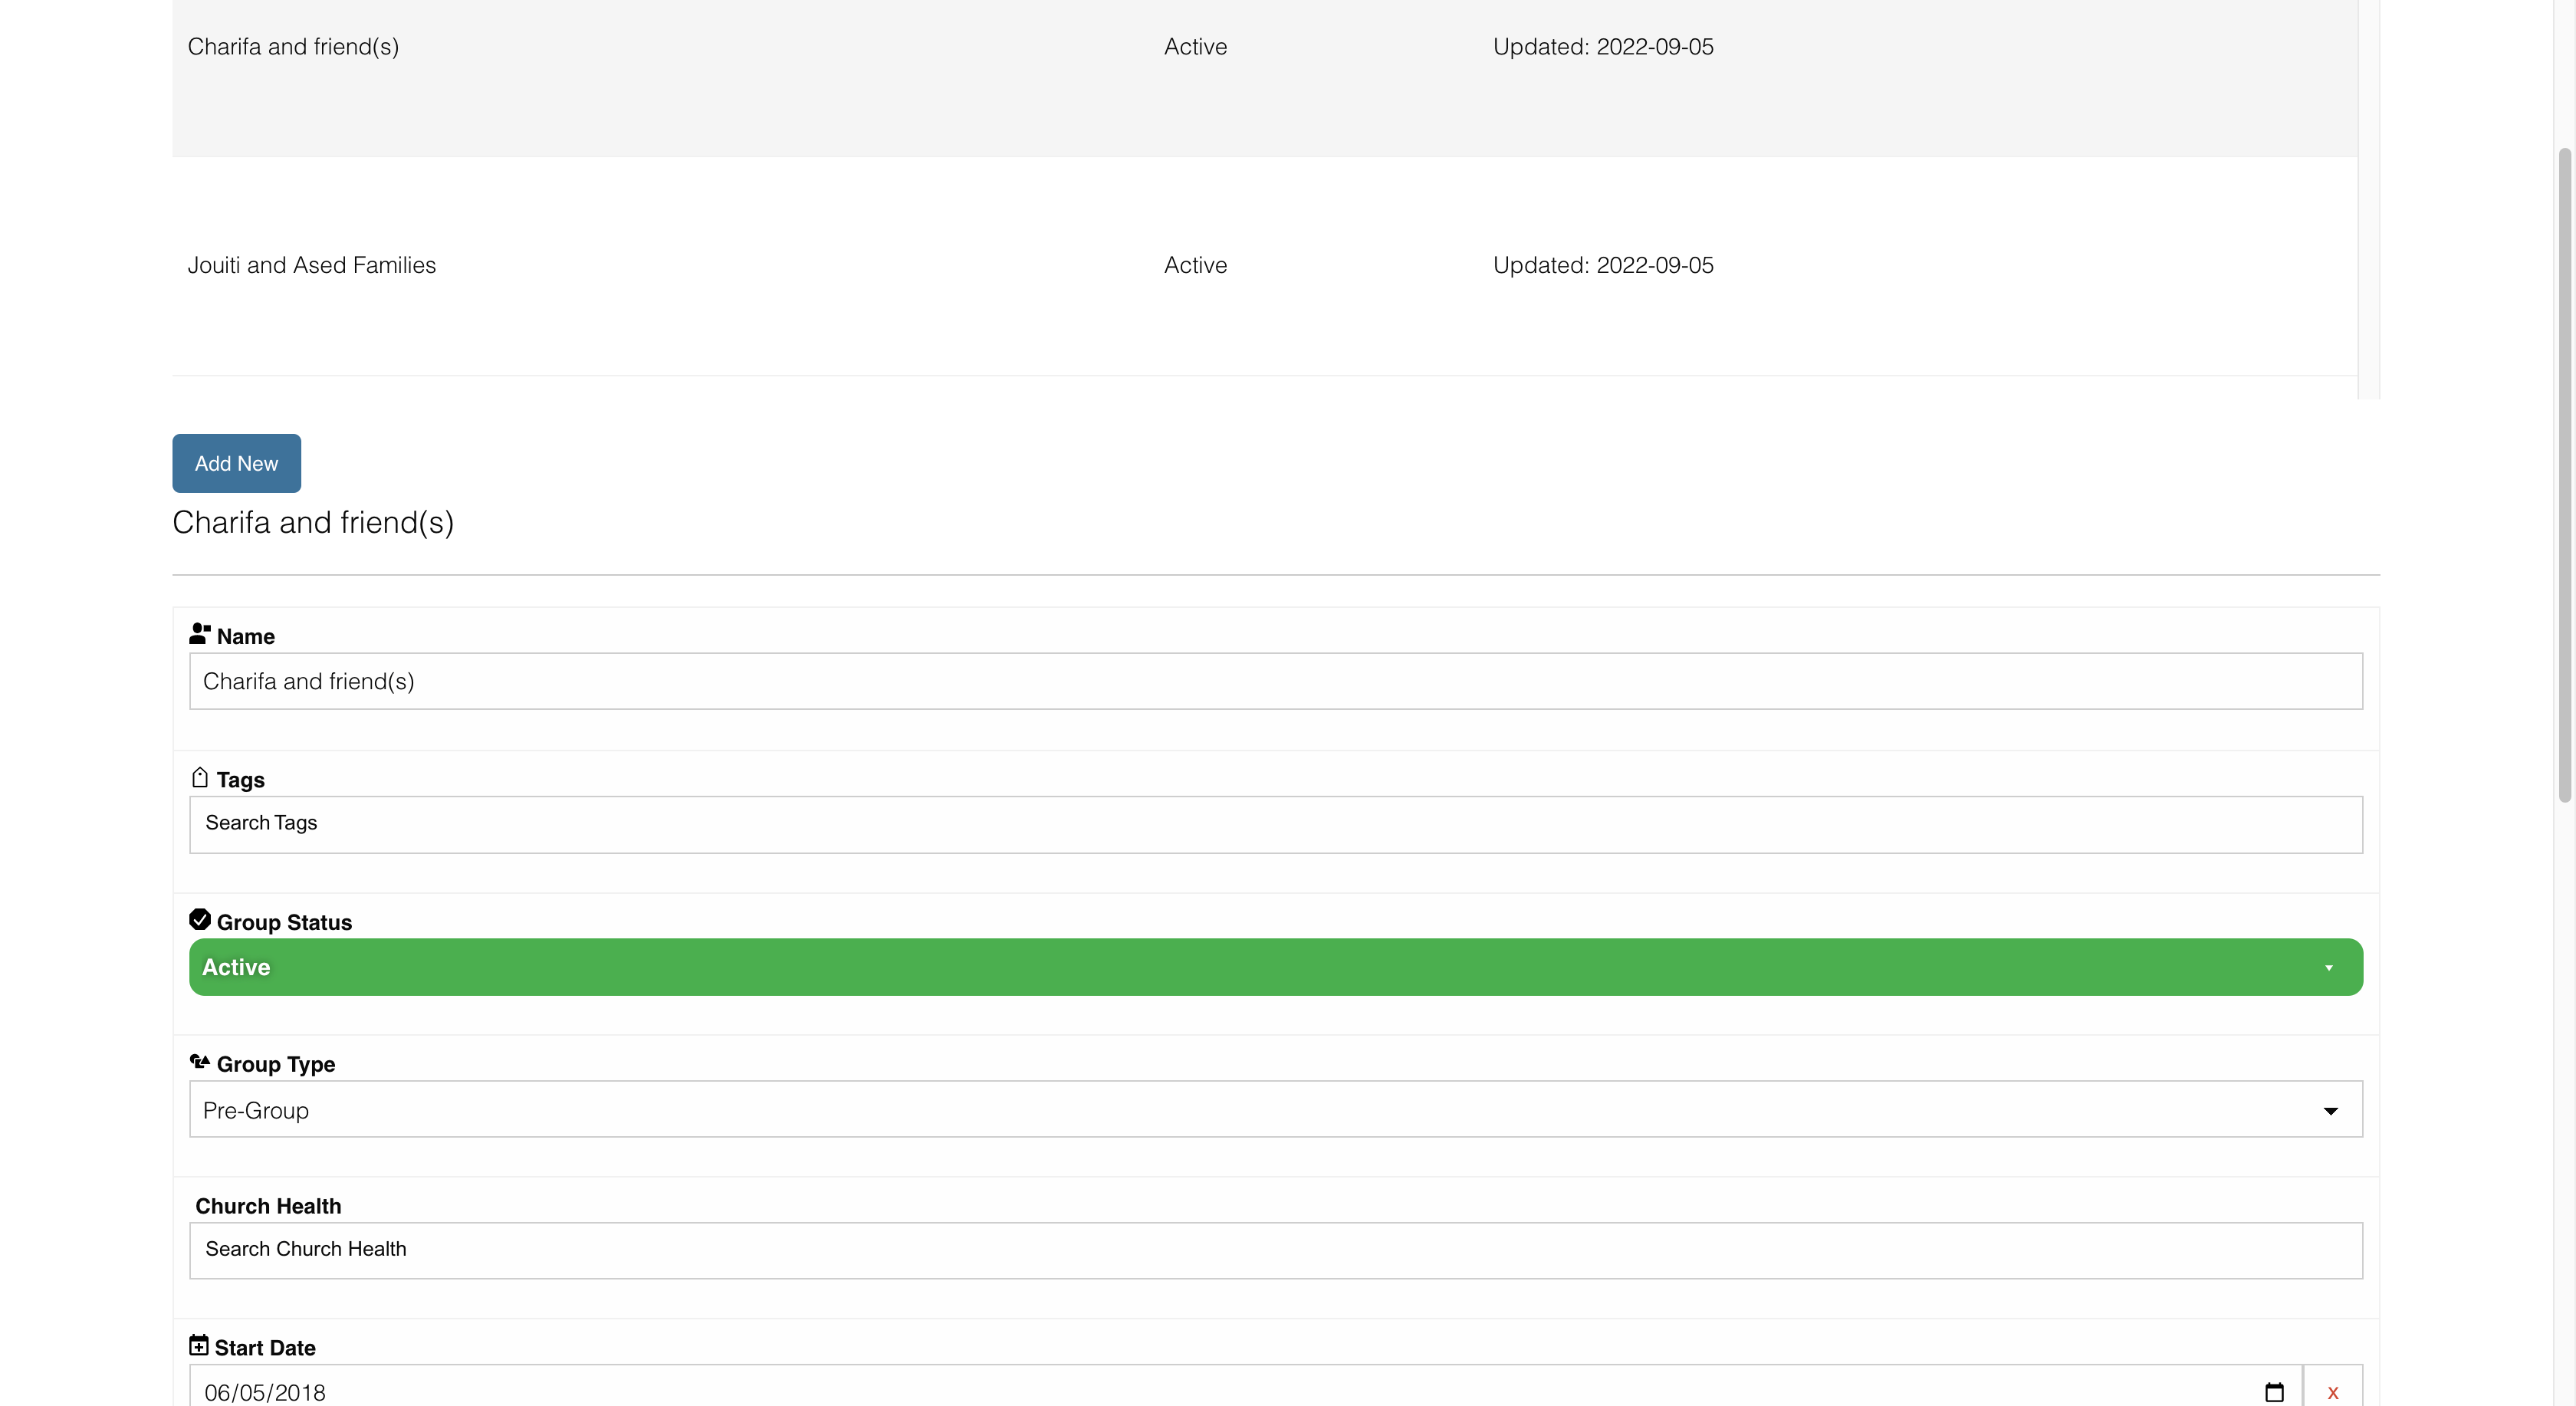 Charifa and friend(s) Active Updated: 2022-09-05
Jouiti and Ased Families Active Updated: 2022-09-05
Add New
Charifa and friend(s)
Name
Charifa and friend(s)
Tags
Search Tags
Group Status
Active
Group Type
Pre-Group
Church Health
Search Church Health
Start Date
06/05/2018 x